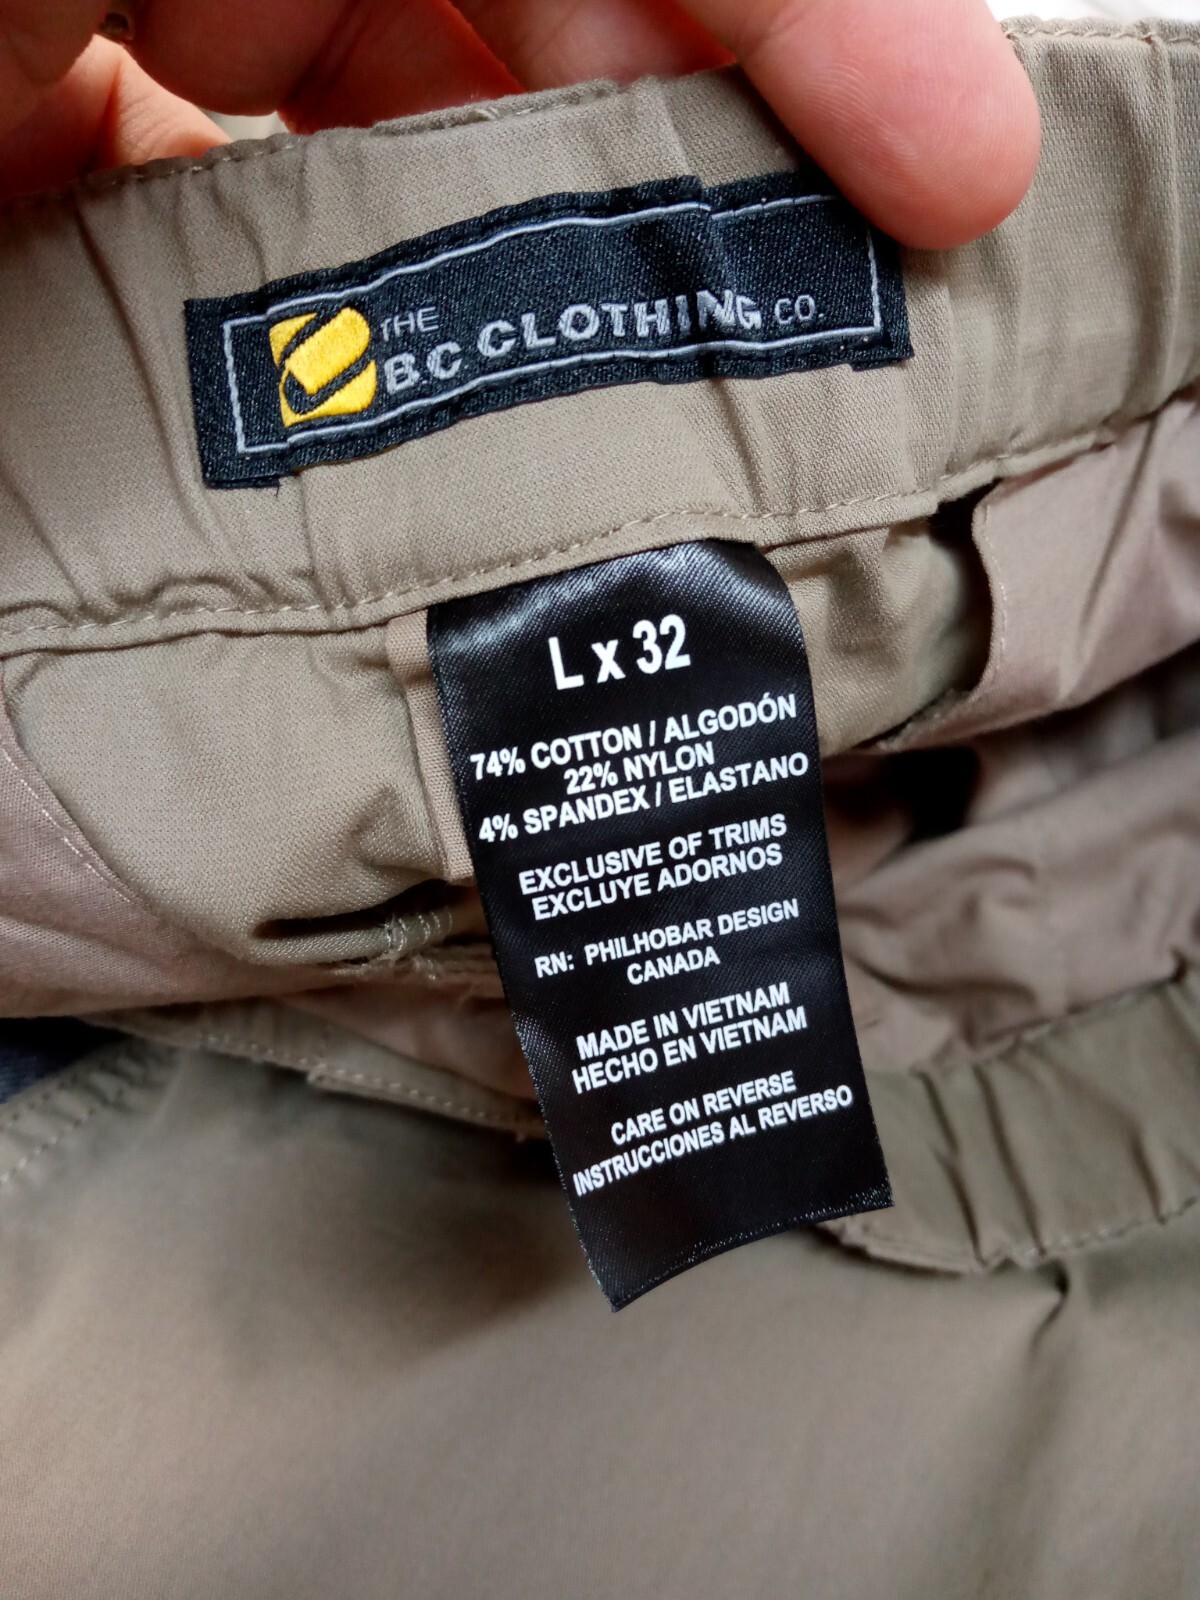 THE
BC CLOTHING CO.
L x 32
74% COTTON / ALGODÓN
22% NYLON
4% SPANDEX / ELASTANO
EXCLUSIVE OF TRIMS
EXCLUYE ADORNOS
RN: PHILHOBAR DESIGN
CANADA
MADE IN VIETNAM
HECHO EN VIETNAM
CARE ON REVERSE
INSTRUCCIONES AL REVERSO